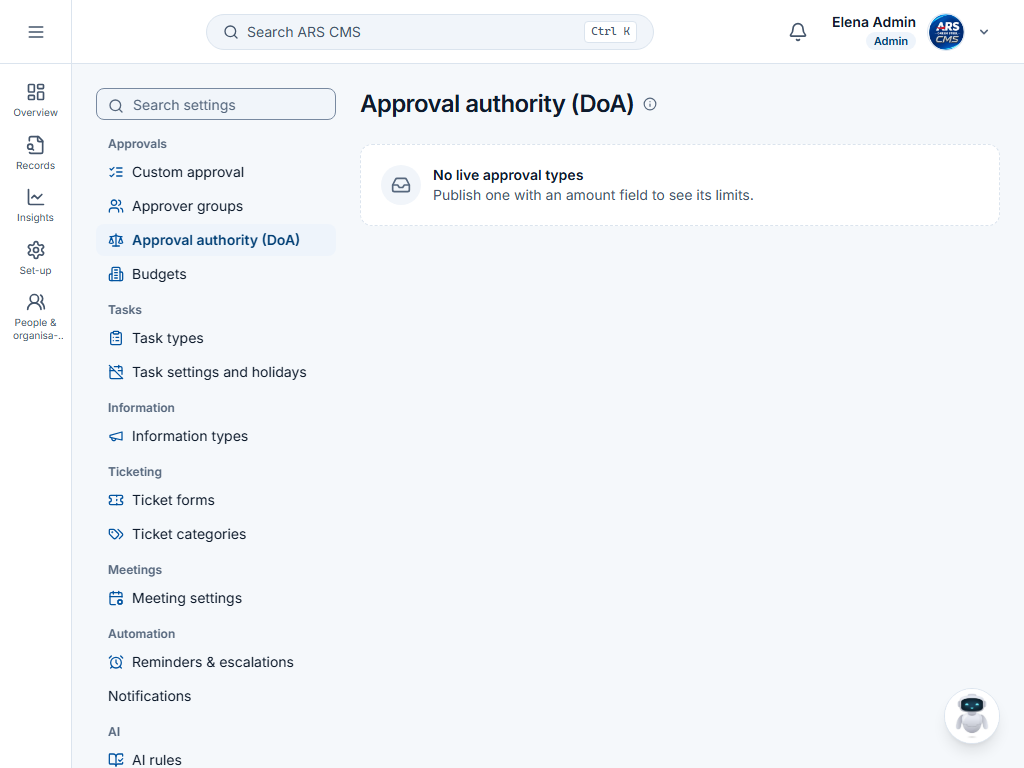 Search ARS CMS
Ctrl K
Elena Admin
Admin
ARS
CMS
Overview
Records
Insights
Set-up
People &
organisa-..
Search settings
Approvals
Custom approval
Approver groups
Approval authority (DoA)
Budgets
Tasks
Task types
Task settings and holidays
Information
Information types
Ticketing
Ticket forms
Ticket categories
Meetings
Meeting settings
Automation
Reminders & escalations
Notifications
AI
AI rules
Approval authority (DoA)
No live approval types
Publish one with an amount field to see its limits.